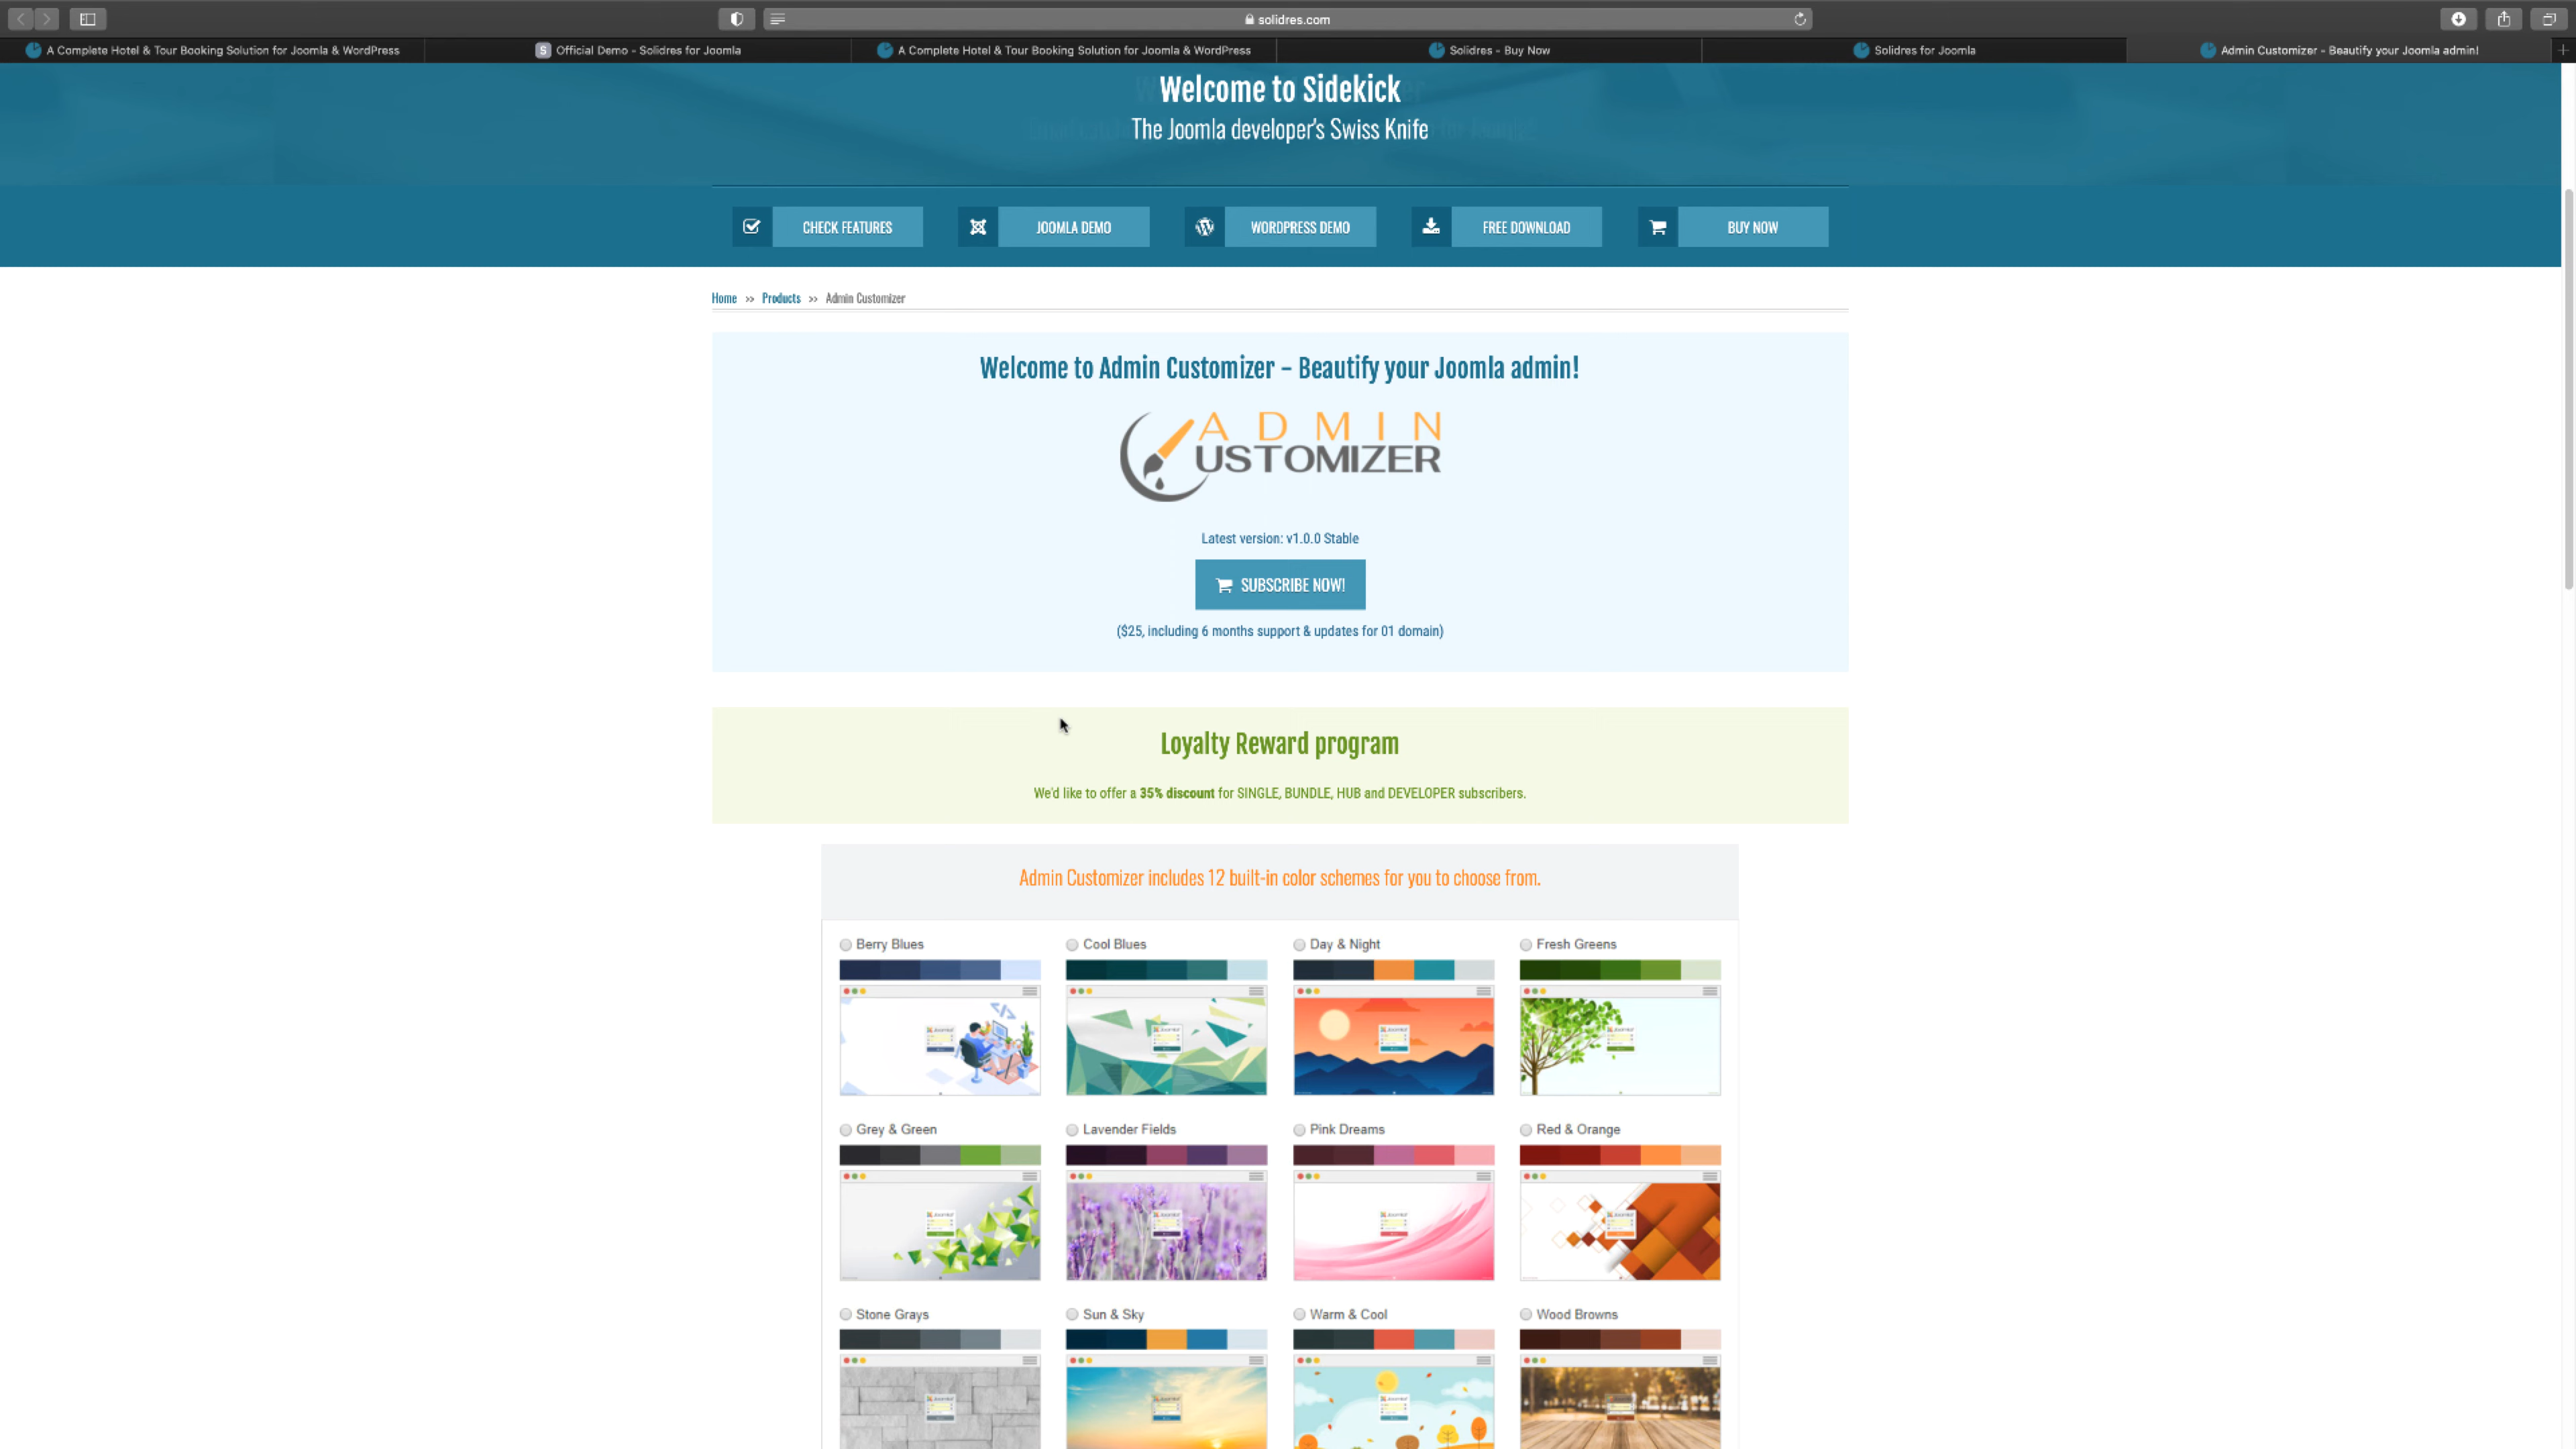 solidres.com
A Complete Hotel & Tour Booking Solution for Joomla & WordPress
S Official Demo - Solidres for Joomla
A Complete Hotel & Tour Booking Solution for Joomla & WordPress
Solidres - Buy Now
Solidres for Joomla
Admin Customizer - Beautify your Joomla admin!
Welcome to Sidekick
The Joomla developer's Swiss Knife
CHECK FEATURES
JOOMLA DEMO
WORDPRESS DEMO
FREE DOWNLOAD
BUY NOW
Home >> Products >> Admin Customizer
Welcome to Admin Customizer - Beautify your Joomla admin!
ADMIN
CUSTOMIZER
Latest version: v1.0.0 Stable
SUBSCRIBE NOW!
($25, including 6 months support & updates for 01 domain)
Loyalty Reward program
We'd like to offer a 35% discount for SINGLE, BUNDLE, HUB and DEVELOPER subscribers.
Admin Customizer includes 12 built-in color schemes for you to choose from.
Berry Blues
Cool Blues
Day & Night
Fresh Greens
Grey & Green
Lavender Fields
Pink Dreams
Red & Orange
Stone Grays
Sun & Sky
Warm & Cool
Wood Browns